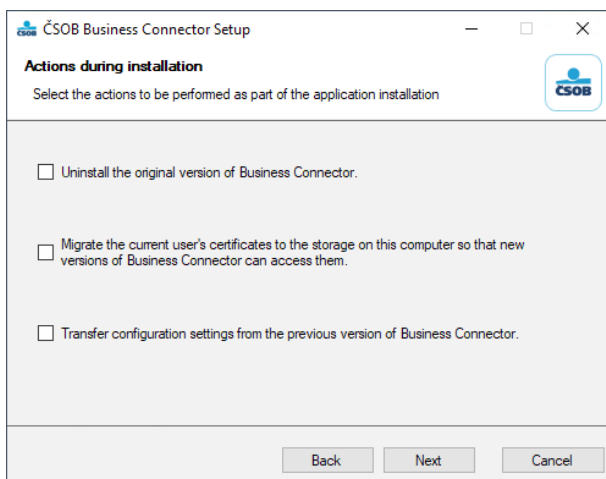 ČSOB ČSOB Business Connector Setup
Actions during installation
Select the actions to be performed as part of the application installation
ČSOB
Uninstall the original version of Business Connector.
Migrate the current user's certificates to the storage on this computer so that new
versions of Business Connector can access them.
Transfer configuration settings from the previous version of Business Connector.
Back Next Cancel